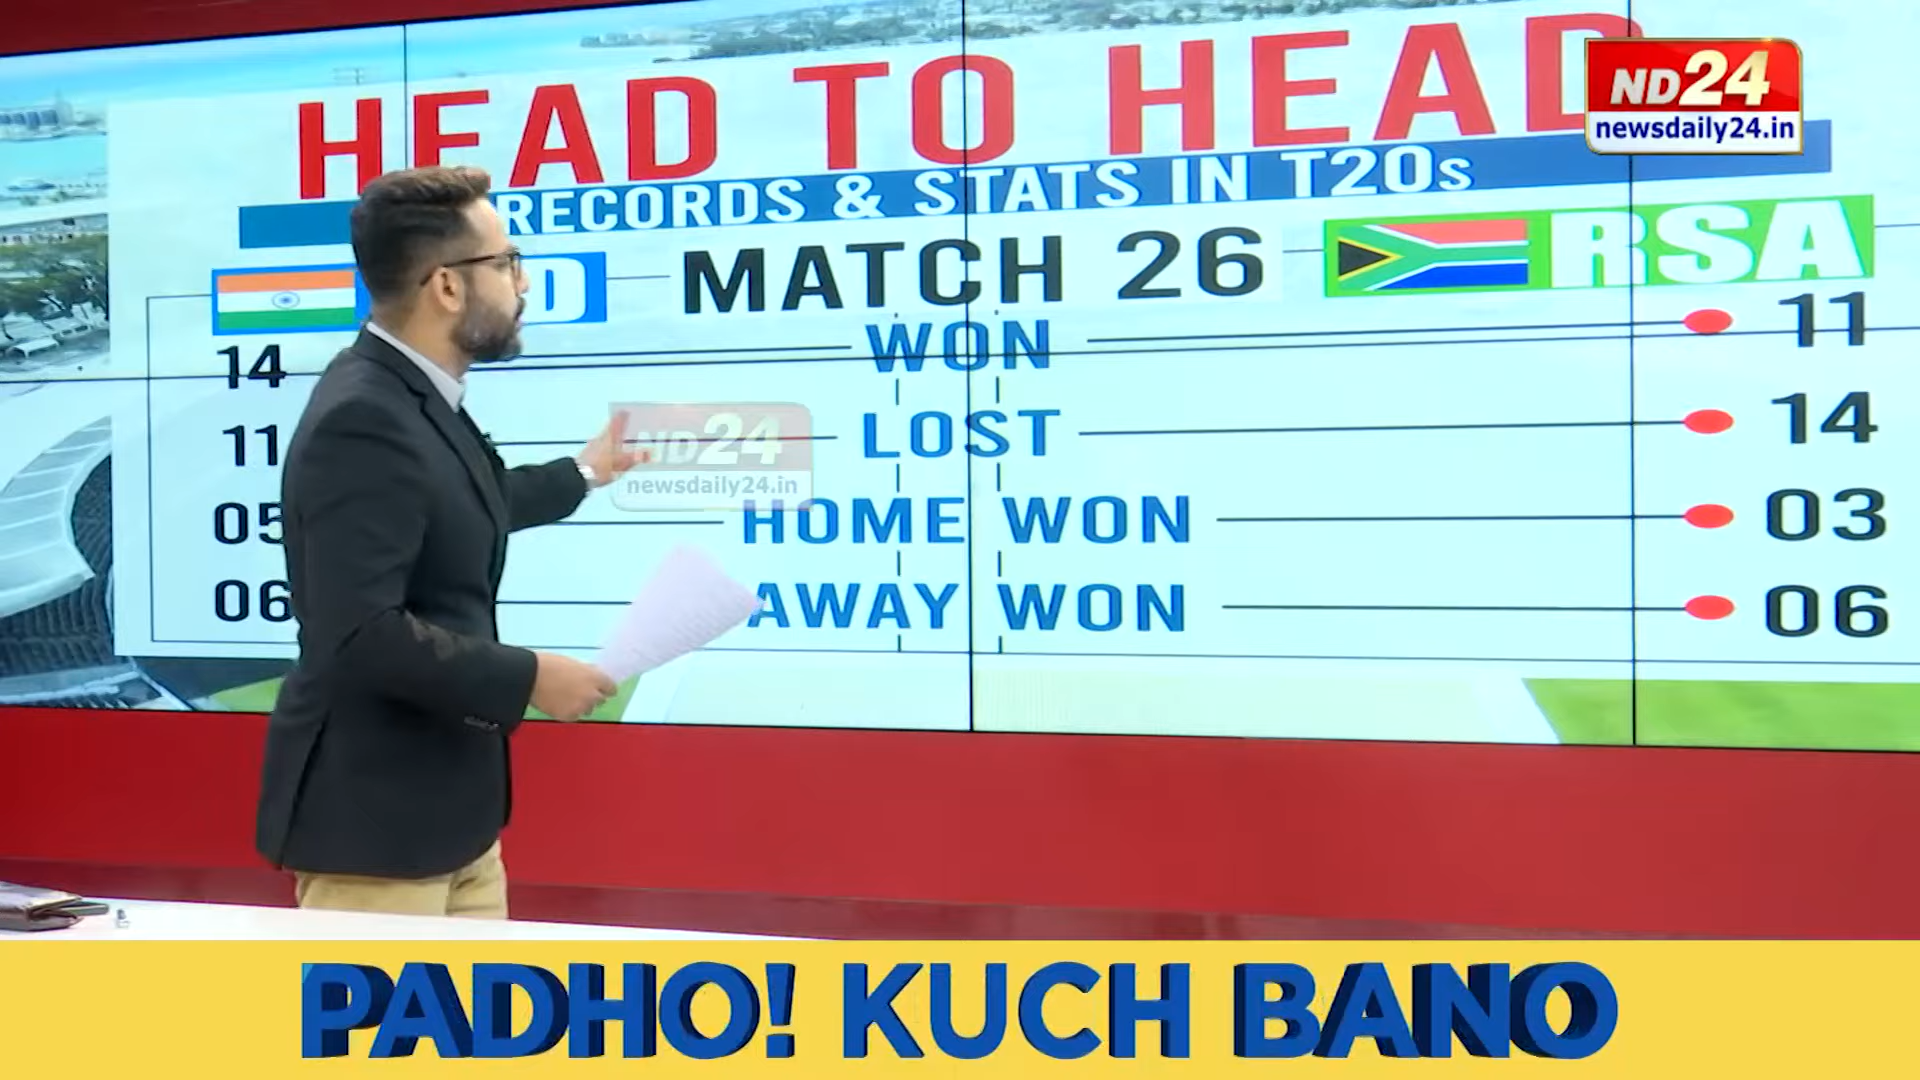 HEAD TO HEAD
ND24
newsdaily24.in
RECORDS & STATS IN T20s
MATCH 26
RSA
14 WON 11
11 LOST 14
05 HOME WON 03
06 AWAY WON 06
ND24
newsdaily24.in
PADHO! KUCH BANO